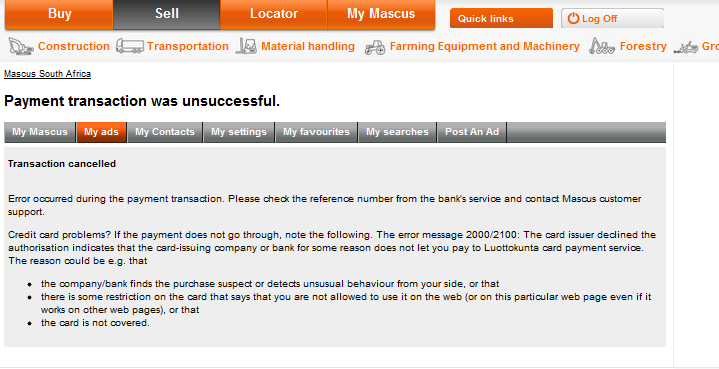 Buy Sell Locator My Mascus Quick links Log Off
Construction Transportation Material handling Farming Equipment and Machinery Forestry Gro
Mascus South Africa
Payment transaction was unsuccessful.
My Mascus My ads My Contacts My settings My favourites My searches Post An Ad
Transaction cancelled
Error occurred during the payment transaction. Please check the reference number from the bank's service and contact Mascus customer
support.
Credit card problems? If the payment does not go through, note the following. The error message 2000/2100: The card issuer declined the
authorisation indicates that the card-issuing company or bank for some reason does not let you pay to Luottokunta card payment service.
The reason could be e.g. that
• the company/bank finds the purchase suspect or detects unsusual behaviour from your side, or that
• there is some restriction on the card that says that you are not allowed to use it on the web (or on this particular web page even if it
works on other web pages), or that
• the card is not covered.